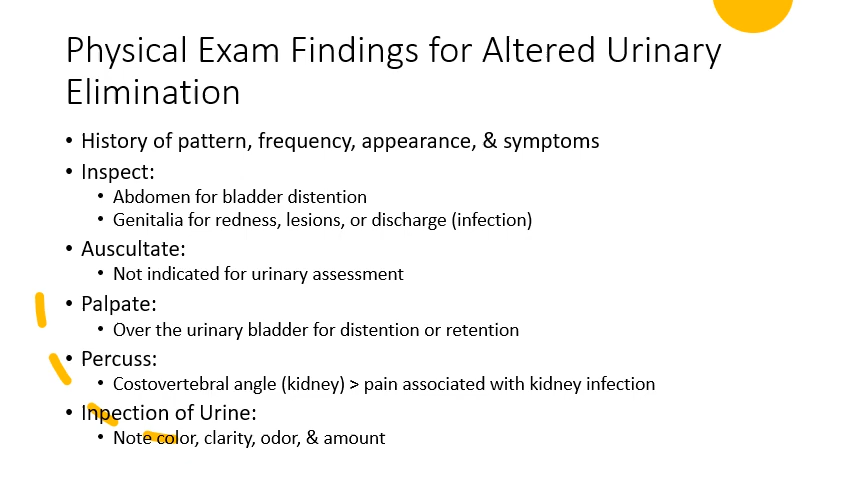 Physical Exam Findings for Altered Urinary
Elimination
• History of pattern, frequency, appearance, & symptoms
• Inspect:
• Abdomen for bladder distention
• Genitalia for redness, lesions, or discharge (infection)
• Auscultate:
• Not indicated for urinary assessment
• Palpate:
• Over the urinary bladder for distention or retention
• Percuss:
• Costovertebral angle (kidney) > pain associated with kidney infection
• Inpection of Urine:
• Note color, clarity, odor, & amount